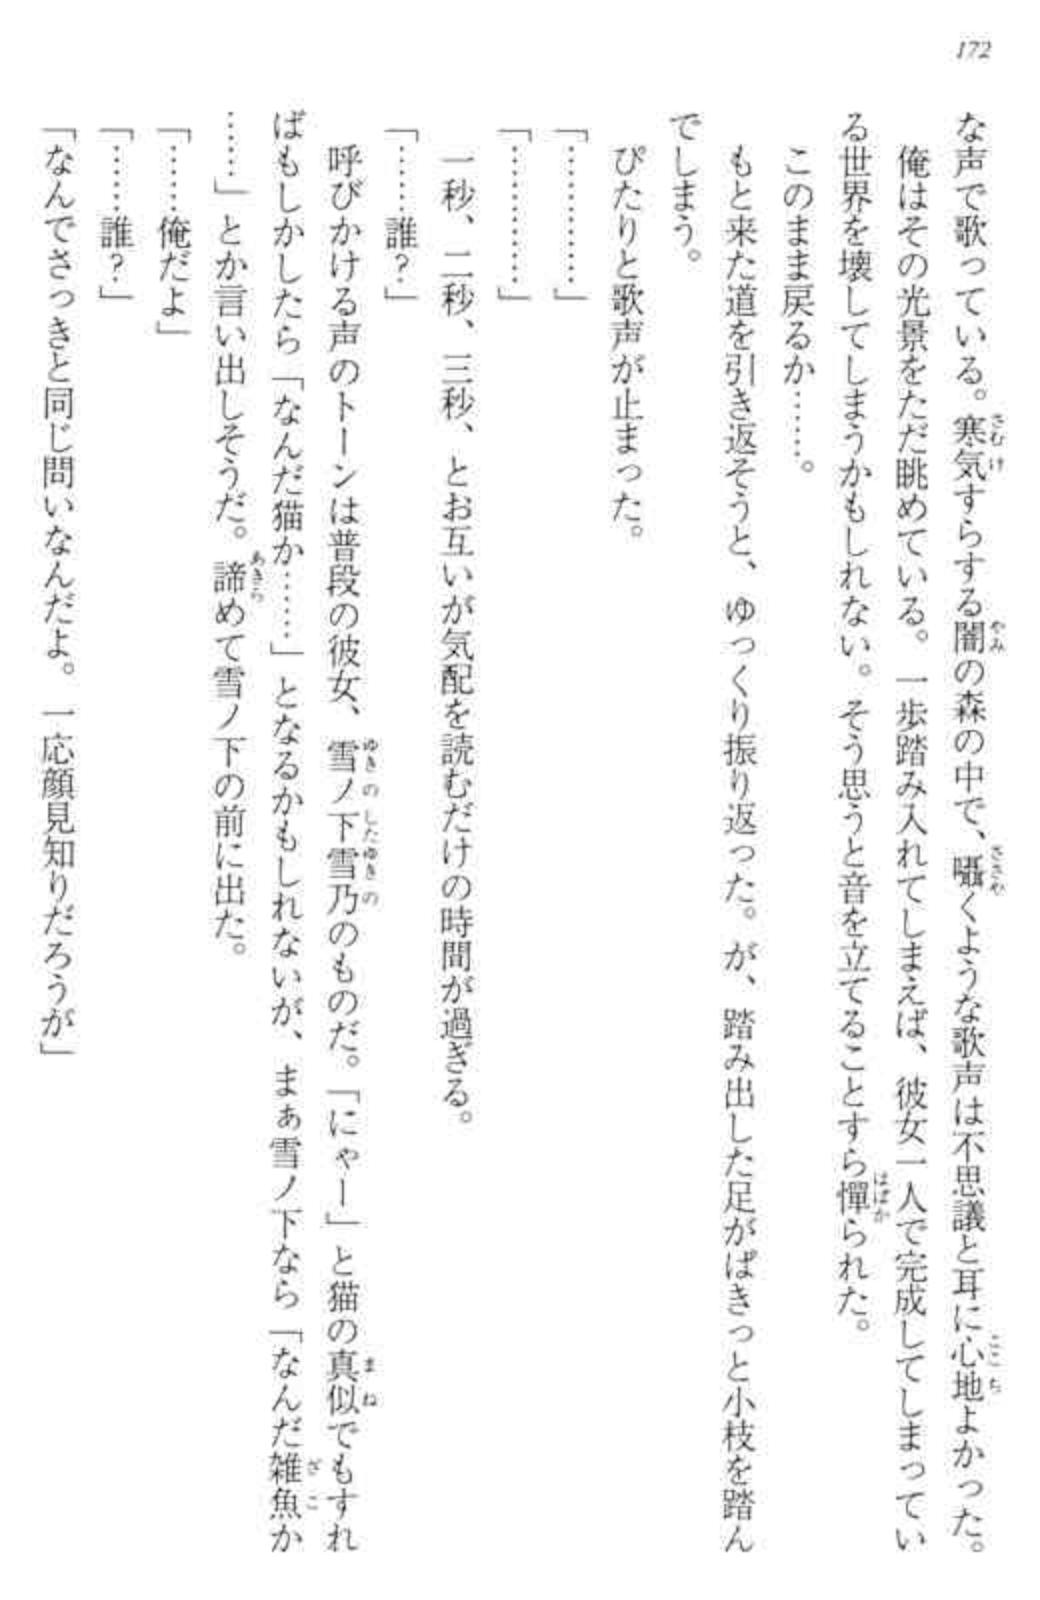 172
な声で歌っている。寒気すらする闇の森の中で、囁くような歌声は不思議と耳に心地よかった。
俺はその光景をただ眺めている。一歩踏み入れてしまえば、彼女一人で完成してしまってい
る世界を壊してしまうかもしれない。そう思うと音を立てることすら憚られた。
このまま戻るか……。
もと来た道を引き返そうと、ゆっくり振り返った。が、踏み出した足がぱきっと小枝を踏ん
でしまう。
ぴたりと歌声が止まった。
「…………」
「…………」
一秒、二秒、三秒、とお互いが気配を読むだけの時間が過ぎる。
「……誰?」
呼びかける声のトーンは普段の彼女、雪ノ下雪乃のものだ。「にゃー」と猫の真似でもすれ
ばもしかしたら「なんだ猫か……」となるかもしれないが、まぁ雪ノ下なら「なんだ雑魚か
……」とか言い出しそうだ。諦めて雪ノ下の前に出た。
「……俺だよ」
「……誰?」
「なんでさっきと同じ問いなんだよ。一応顔見知りだろうが」